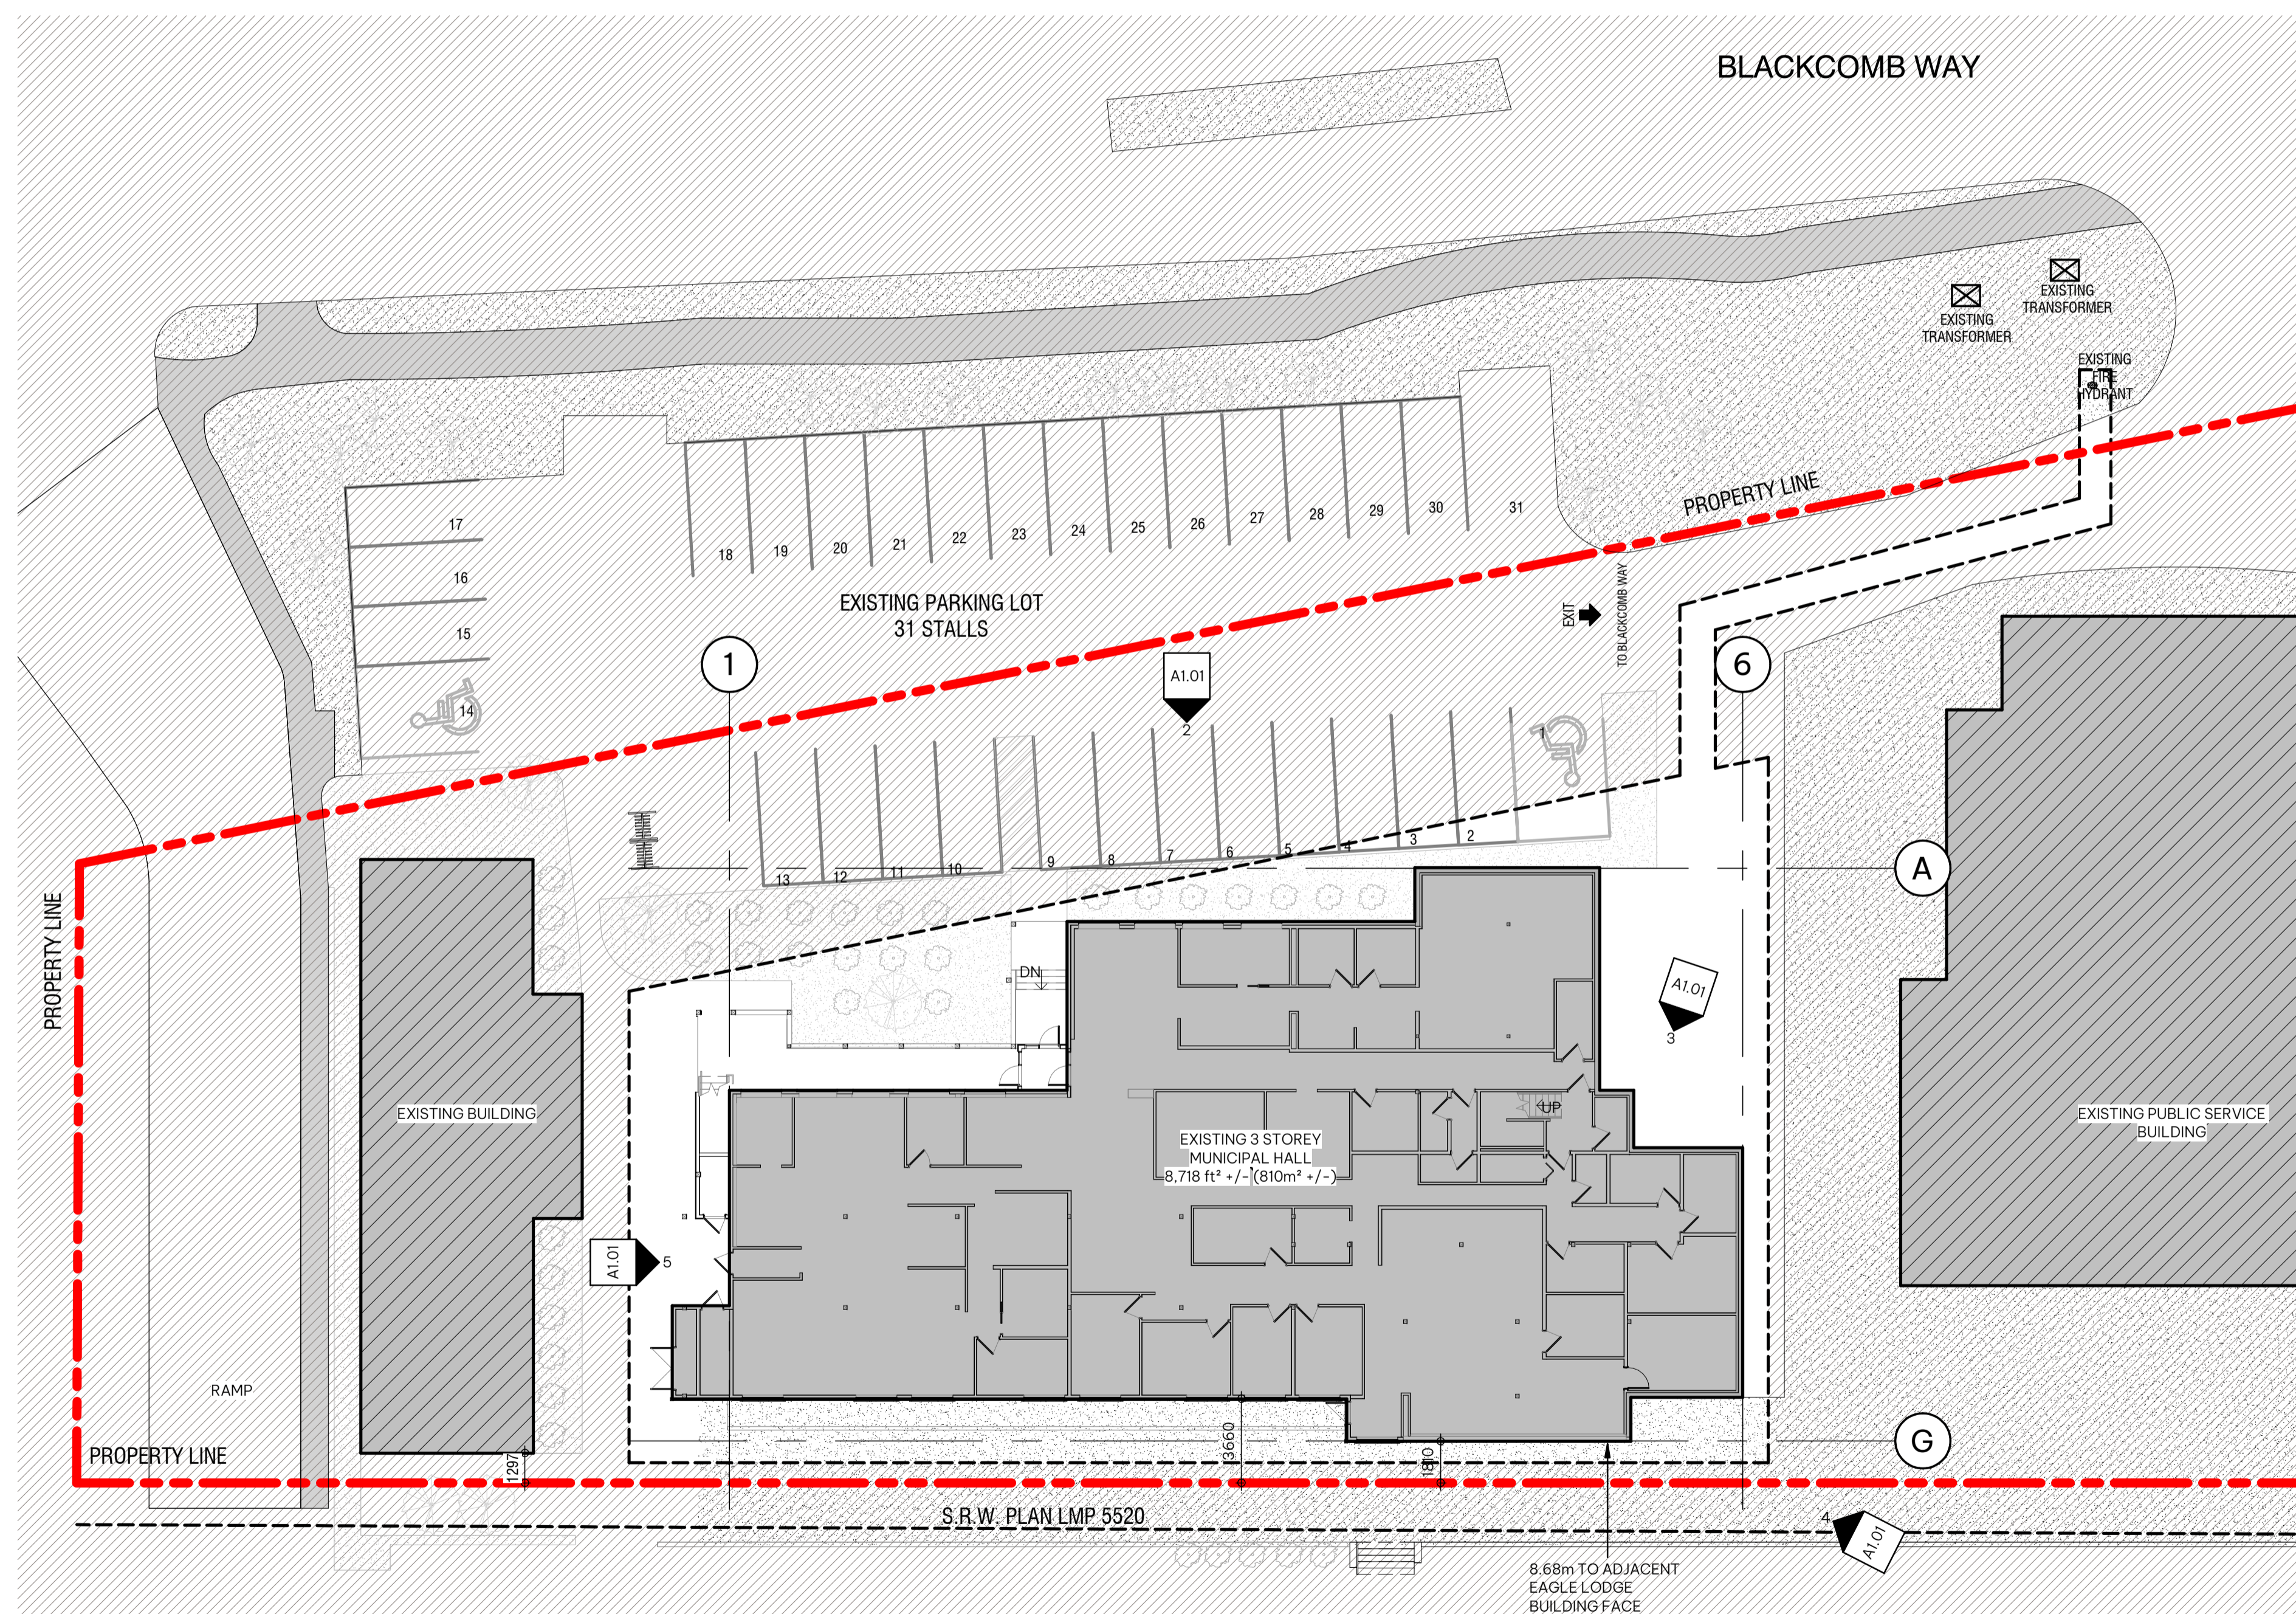 BLACKCOMB WAY
EXISTING
TRANSFORMER
EXISTING
TRANSFORMER
EXISTING
FIRE
HYDRANT
PROPERTY LINE
17
16
15
14
18
19
20
21
22
23
24
25
26
27
28
29
30
31
EXISTING PARKING LOT
31 STALLS
EXIT
TO BLACKCOMB WAY
1
6
A1.01
2
1
13
12
11
10
9
8
7
6
5
4
3
2
A
PROPERTY LINE
DN
A1.01
3
EXISTING BUILDING
UP
EXISTING 3 STOREY
MUNICIPAL HALL
8,718 ft² +/- (810m² +/-)
EXISTING PUBLIC SERVICE
BUILDING
A1.01
5
RAMP
PROPERTY LINE
1297
3660
1810
G
S.R.W. PLAN LMP 5520
4
A1.01
8.68m TO ADJACENT
EAGLE LODGE
BUILDING FACE